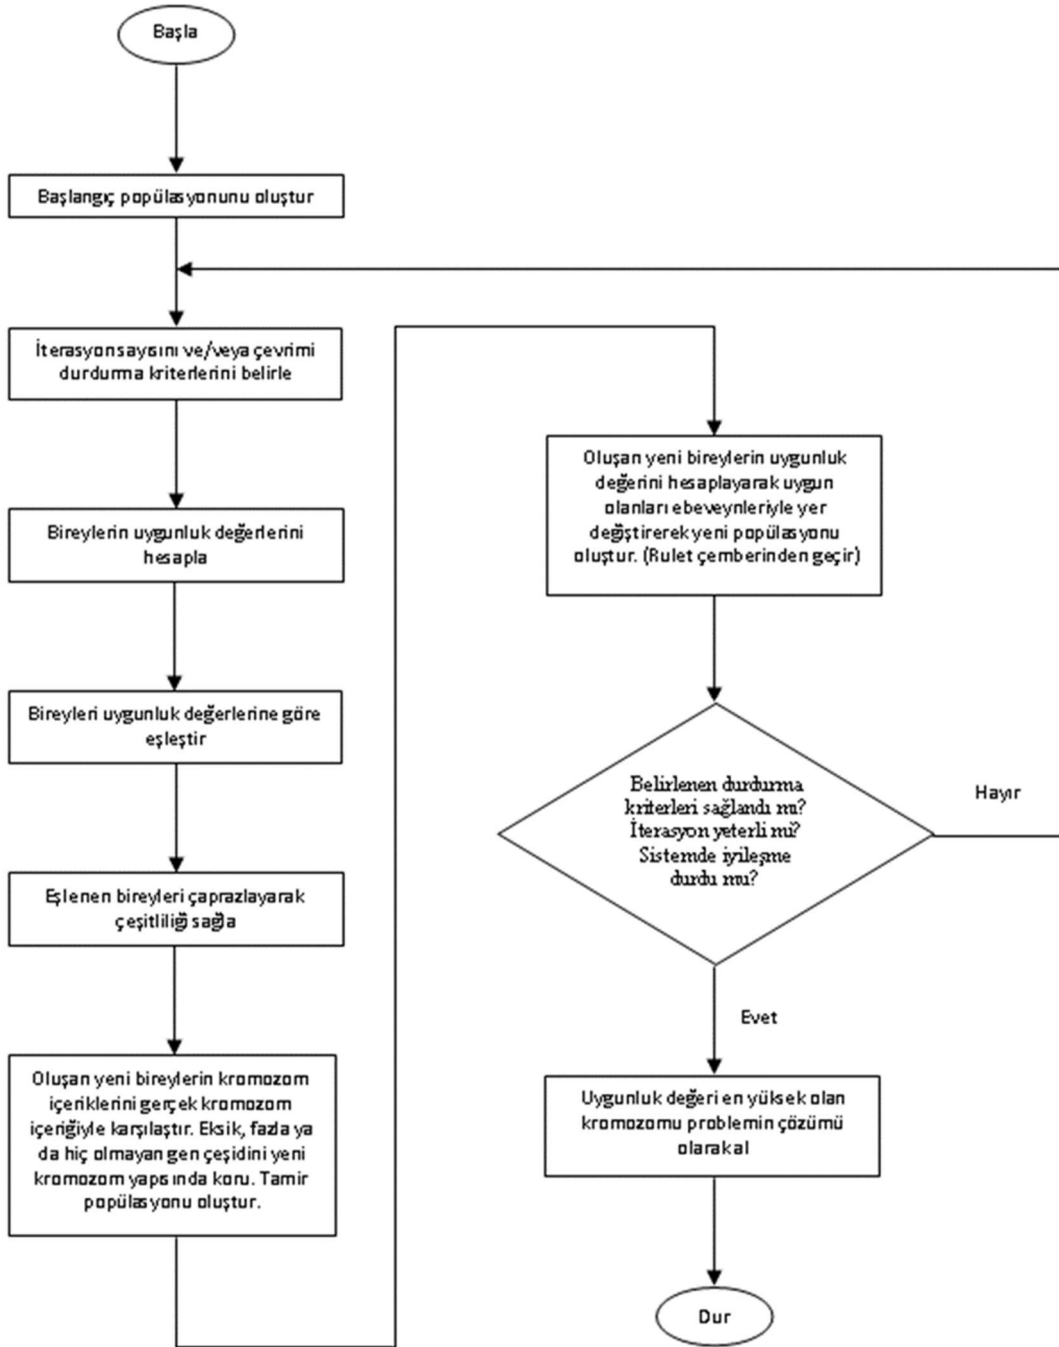 Başla
Başlangıç popülasyonunu oluştur
İterasyon sayısını ve/veya çevrimi
durdurma kriterlerini belirle
Bireylerin uygunluk değerlerini
hesapla
Bireyleri uygunluk değerlerine göre
eşleştir
Eşlenen bireyleri çaprazlayarak
çeşitliliği sağla
Oluşan yeni bireylerin kromozom
içeriklerini gerçek kromozom
içeriğiyle karşılaştır. Eksik, fazla ya
da hiç olmayan gen çeşidini yeni
kromozom yapısında koru. Tamir
popülasyonu oluştur.
Oluşan yeni bireylerin uygunluk
değerini hesaplayarak uygun
olanları ebeveynleriyle yer
değiştirerek yeni popülasyonu
oluştur. (Rulet çemberinden geçir)
Belirlenen durdurma
kriterleri sağlandı mı?
İterasyon yeterli mi?
Sistemde iyileşme
durdu mu?
Hayır
Evet
Uygunluk değeri en yüksek olan
kromozomu problemin çözümü
olarak al
Dur